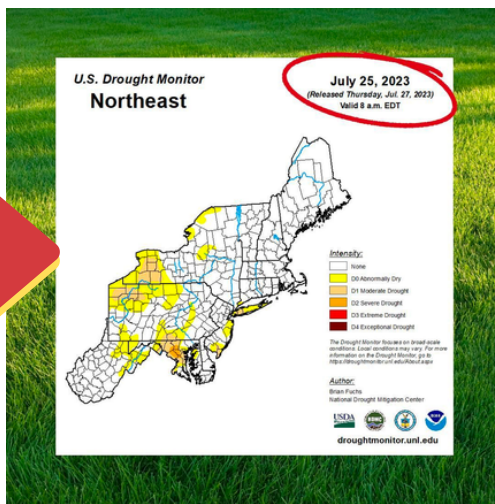 U.S. Drought Monitor
Northeast
July 25, 2023
(Released Thursday, Jul. 27, 2023)
Valid 8 a.m. EDT
Intensity:
None
D0 Abnormally Dry
D1 Moderate Drought
D2 Severe Drought
D3 Extreme Drought
D4 Exceptional Drought
The Drought Monitor focuses on broad-scale
conditions. Local conditions may vary. For more
information on the Drought Monitor, go to
https://droughtmonitor.unl.edu/About.aspx
Author:
Brian Fuchs
National Drought Mitigation Center
USDA
droughtmonitor.unl.edu